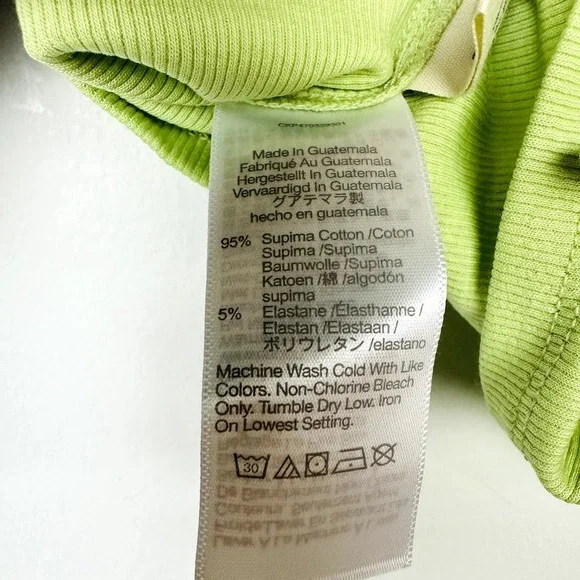 Made In Guatemala
Fabriqué Au Guatemala
Hergestellt In Guatemala
Vervaardigd In Guatemala
グアテマラ製
hecho en guatemala
95% Supima Cotton /Coton
Supima /Supima
Baumwolle /Supima
Katoen /綿 /algodón
supima
5% Elastane /Élasthanne /
Elastan /Elastaan /
ポリウレタン /elastano
Machine Wash Cold With Like
Colors. Non-Chlorine Bleach
Only. Tumble Dry Low. Iron
On Lowest Setting.
30